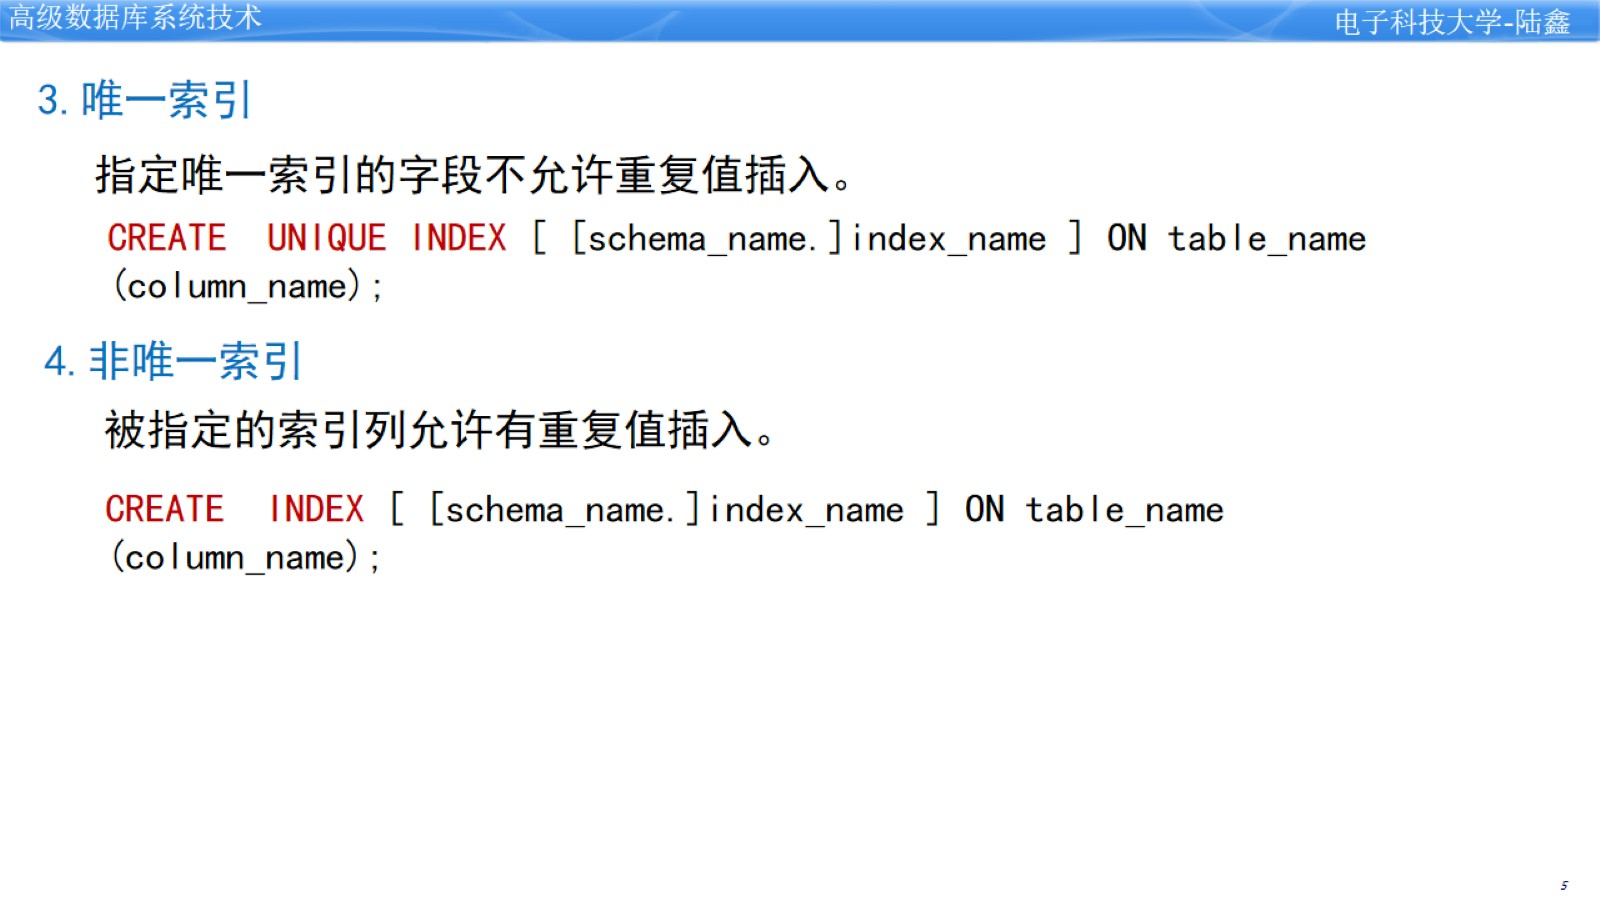 高级数据库系统技术
电子科技大学-陆鑫
3.唯一索引
指定唯一索引的字段不允许重复值插入。
CREATE  UNIQUE INDEX [ [schema_name.]index_name ] ON table_name
(column_name);
4.非唯一索引
被指定的索引列允许有重复值插入。
CREATE  INDEX [ [schema_name.]index_name ] ON table_name
(column_name);
5